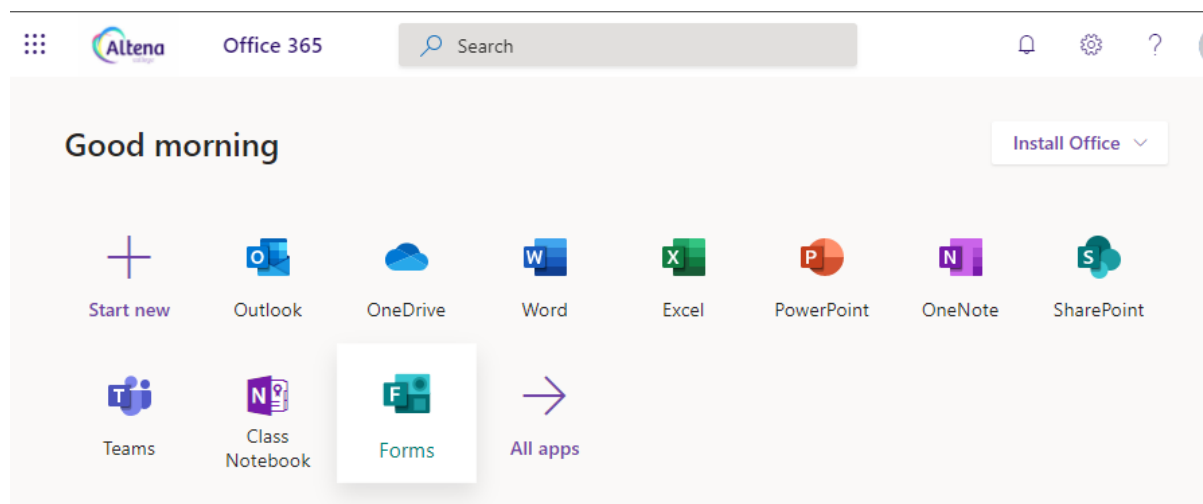 Altena
college
Office 365
Search
Good morning
Install Office
Start new
Outlook
OneDrive
Word
Excel
PowerPoint
OneNote
SharePoint
Teams
Class
Notebook
Forms
All apps